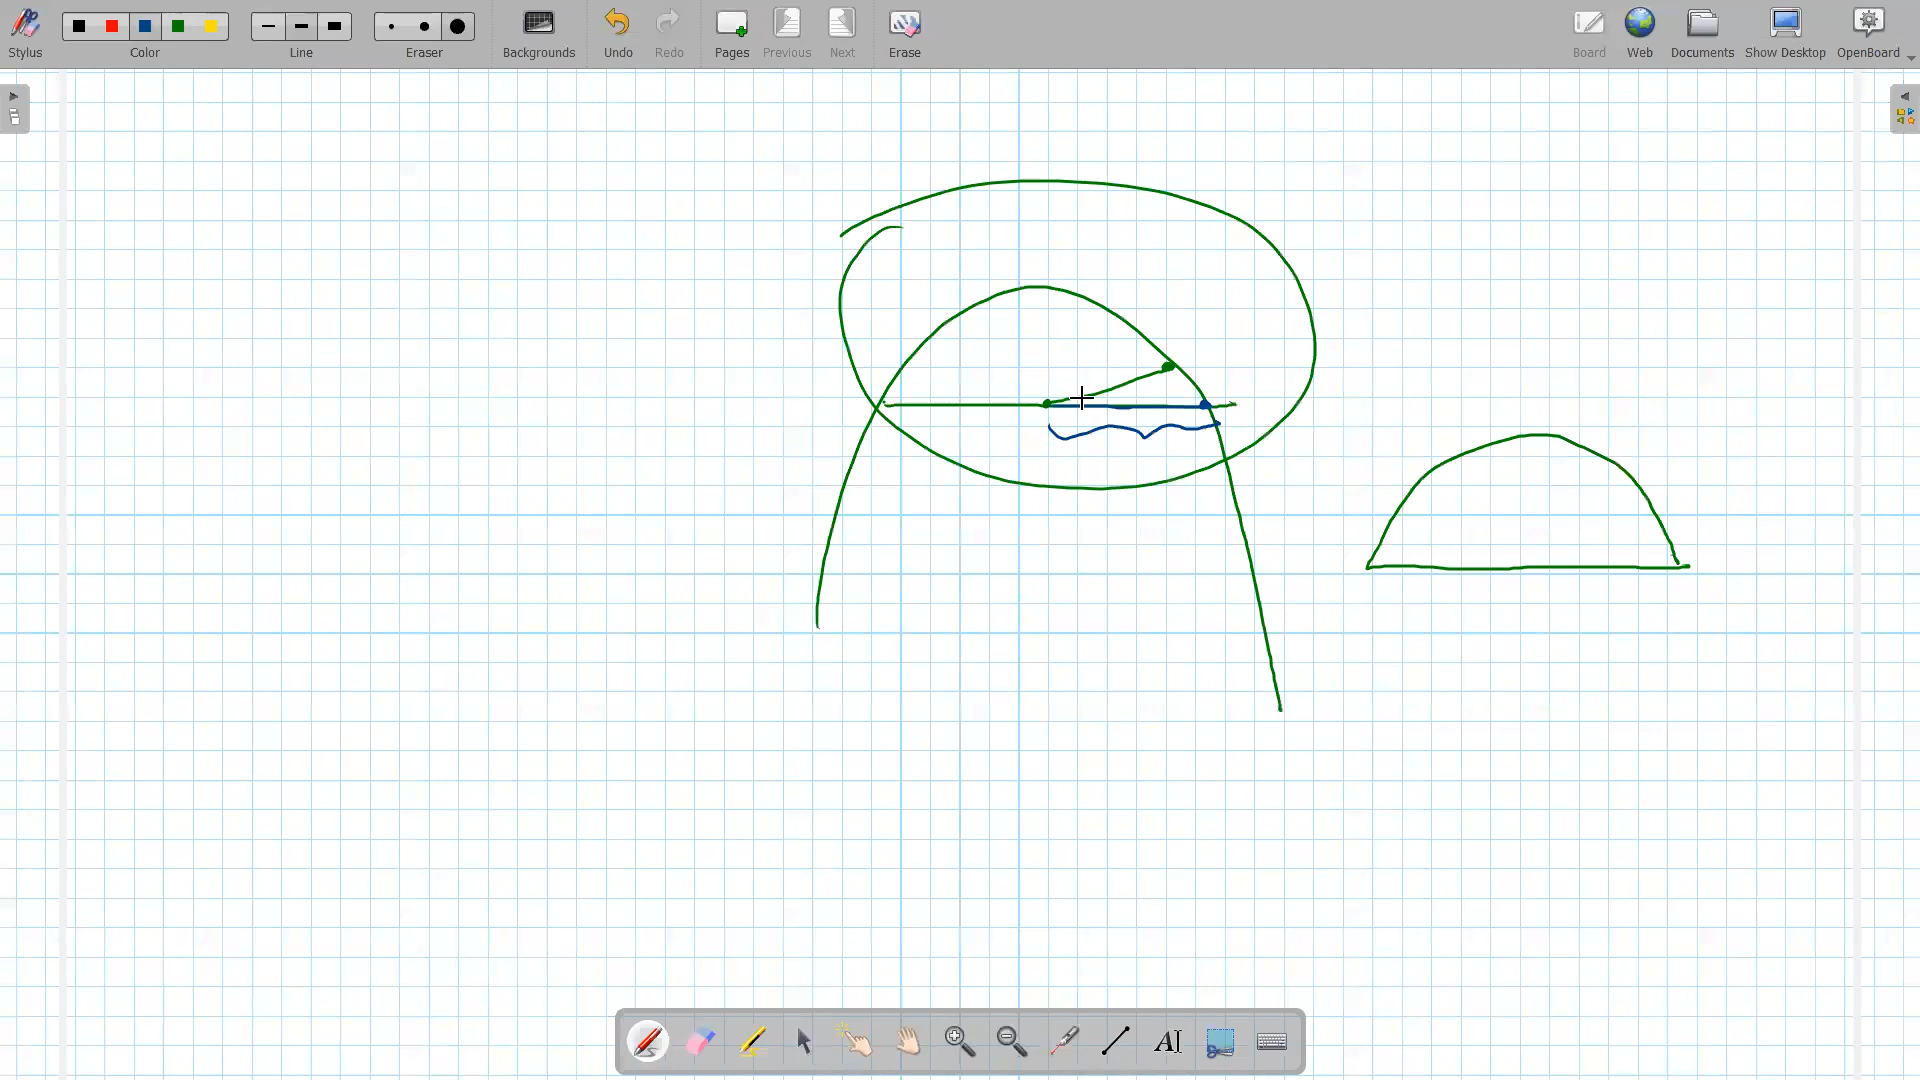 Stylus
Color
Line
Eraser
Backgrounds
Undo
Redo
Pages
Previous
Next
Erase
Board
Web
Documents
Show Desktop
OpenBoard